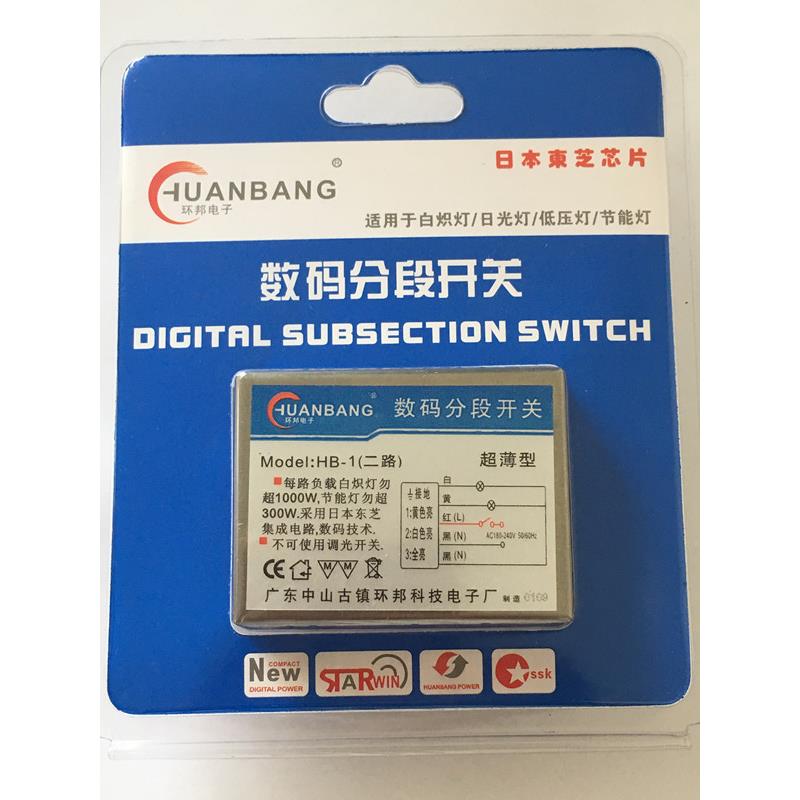 日本東芝芯片
HUANBANG®
环邦电子
适用于白炽灯/日光灯/低压灯/节能灯
数码分段开关
DIGITAL SUBSECTION SWITCH
HUANBANG®
环邦电子
数码分段开关
Model:HB-1(二路)
超薄型
■每路负载白炽灯勿
超1000W,节能灯勿超
300W.采用日本东芝
集成电路,数码技术.
■不可使用调光开关.
接地
1:黄色亮
2:白色亮
3:全亮
白
黄
红(L)
黑(N)
AC180-240V 50/60Hz
黑(N)
CE
M M
广东中山古镇环邦科技电子厂
制造 0109
New
COMPACT
DIGITAL POWER
STARWIN
HUANBANG POWER
ssk